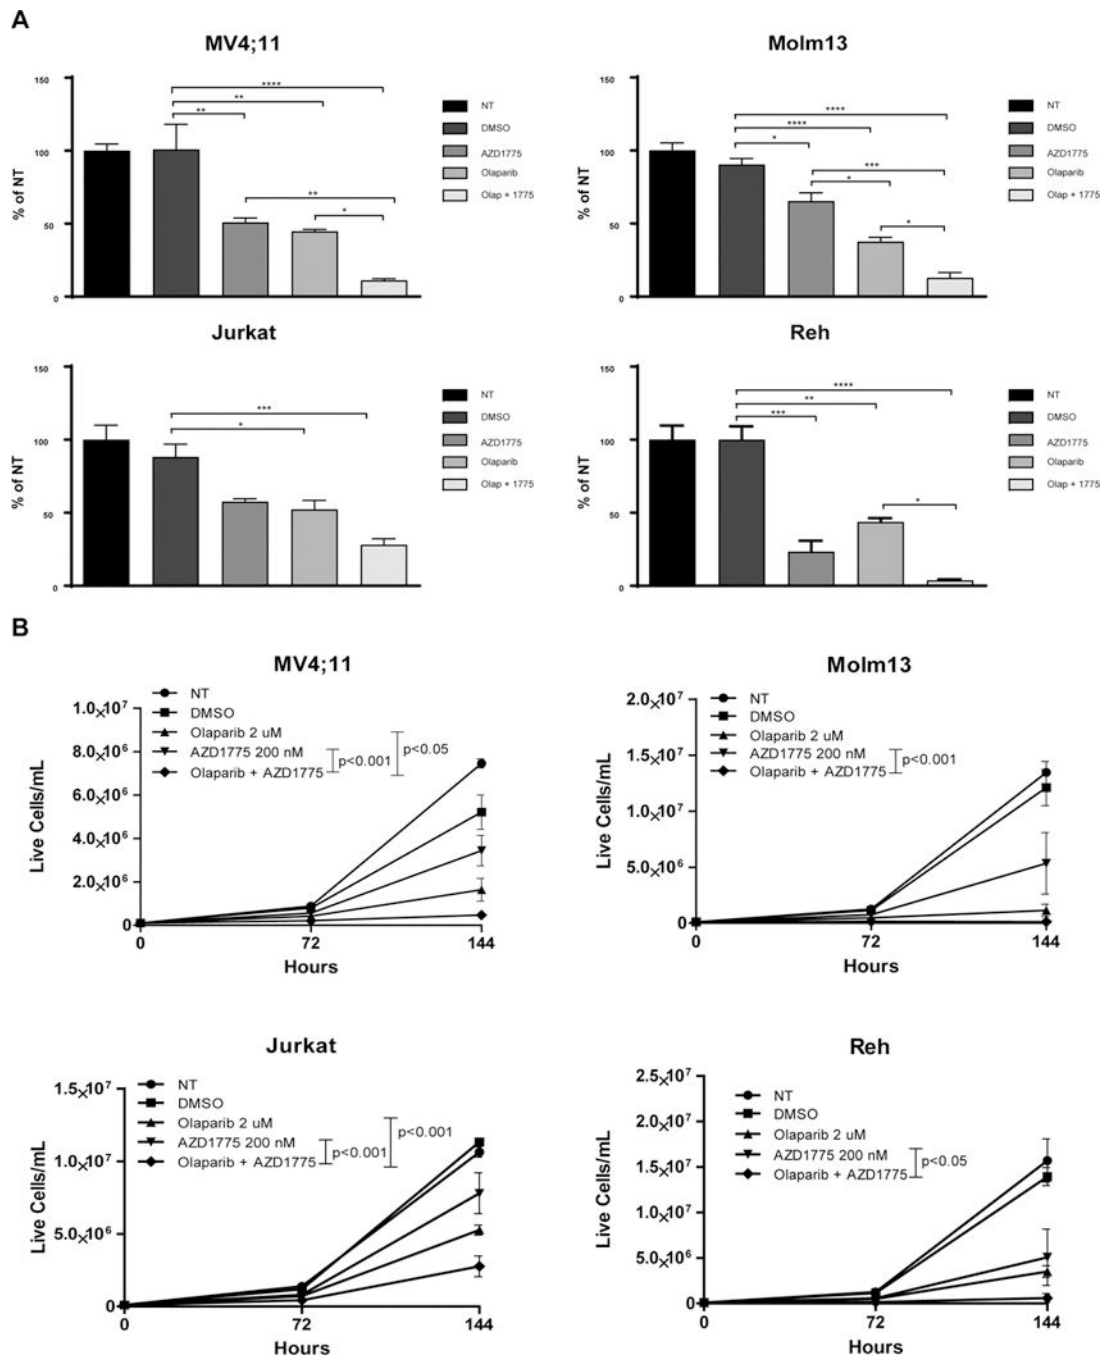 A
MV4;11
% of NT
150
100
50
0
****
**
**
**
*
NT
DMSO
AZD1775
Olaparib
Olap + 1775
Molm13
% of NT
150
100
50
0
****
****
*
***
*
*
NT
DMSO
AZD1775
Olaparib
Olap + 1775
Jurkat
% of NT
150
100
50
0
***
*
NT
DMSO
AZD1775
Olaparib
Olap + 1775
Reh
% of NT
150
100
50
0
****
**
***
*
NT
DMSO
AZD1775
Olaparib
Olap + 1775
B
MV4;11
Live Cells/mL
1.0×10⁷
8.0×10⁶
6.0×10⁶
4.0×10⁶
2.0×10⁶
0
NT
DMSO
Olaparib 2 uM
AZD1775 200 nM
Olaparib + AZD1775
p<0.001
p<0.05
0 72 144
Hours
Molm13
Live Cells/mL
2.0×10⁷
1.5×10⁷
1.0×10⁷
5.0×10⁶
0
NT
DMSO
Olaparib 2 uM
AZD1775 200 nM
Olaparib + AZD1775
p<0.001
0 72 144
Hours
Jurkat
Live Cells/mL
1.5×10⁷
1.0×10⁷
5.0×10⁶
0
NT
DMSO
Olaparib 2 uM
AZD1775 200 nM
Olaparib + AZD1775
p<0.001
p<0.001
0 72 144
Hours
Reh
Live Cells/mL
2.5×10⁷
2.0×10⁷
1.5×10⁷
1.0×10⁷
5.0×10⁶
0
NT
DMSO
Olaparib 2 uM
AZD1775 200 nM
Olaparib + AZD1775
p<0.05
0 72 144
Hours